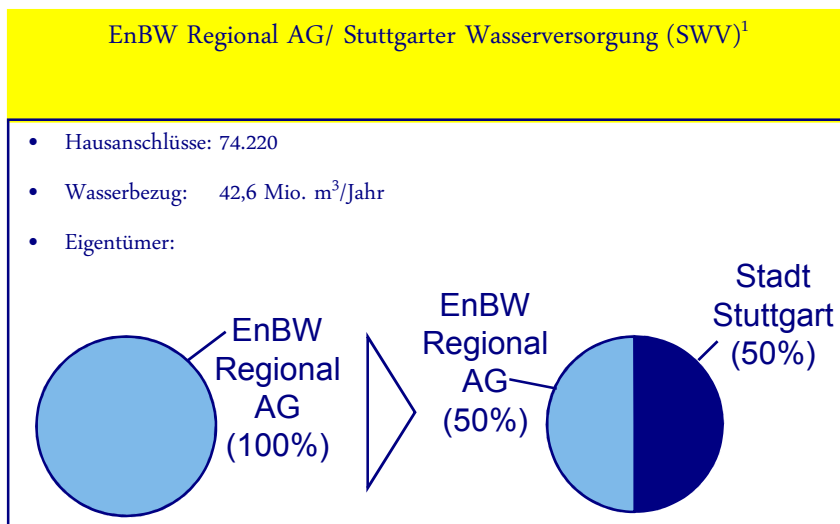 EnBW Regional AG/ Stuttgarter Wasserversorgung (SWV)¹
• Hausanschlüsse: 74.220
• Wasserbezug: 42,6 Mio. m³/Jahr
• Eigentümer:
EnBW
Regional
AG
(100%)
EnBW
Regional
AG
(50%)
Stadt
Stuttgart
(50%)